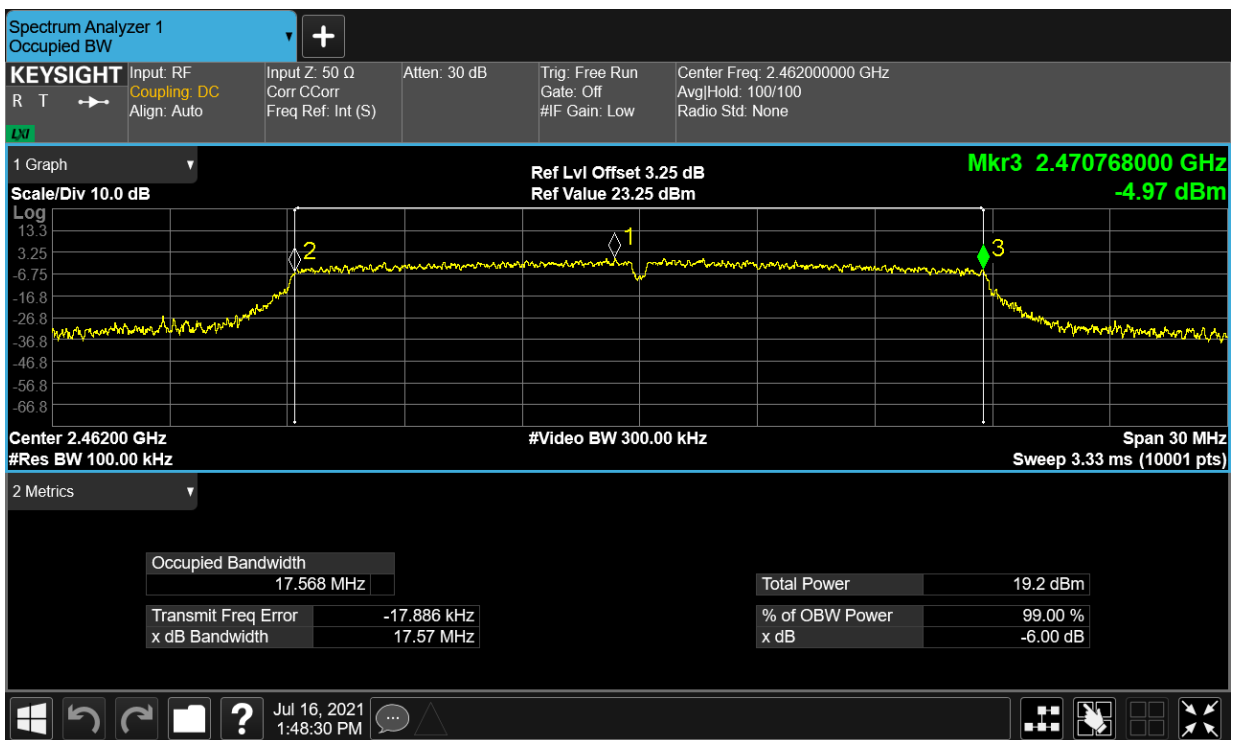 Spectrum Analyzer 1
Occupied BW
+
KEYSIGHT
R T
LXI
Input: RF
Coupling: DC
Align: Auto
Input Z: 50 Ω
Corr CCorr
Freq Ref: Int (S)
Atten: 30 dB
Trig: Free Run
Gate: Off
#IF Gain: Low
Center Freq: 2.462000000 GHz
Avg|Hold: 100/100
Radio Std: None
1 Graph
Scale/Div 10.0 dB
Ref Lvl Offset 3.25 dB
Ref Value 23.25 dBm
Mkr3 2.470768000 GHz
-4.97 dBm
Log
13.3
3.25
-6.75
-16.8
-26.8
-36.8
-46.8
-56.8
-66.8
2
1
3
Center 2.46200 GHz
#Res BW 100.00 kHz
#Video BW 300.00 kHz
Span 30 MHz
Sweep 3.33 ms (10001 pts)
2 Metrics
Occupied Bandwidth
17.568 MHz
Transmit Freq Error -17.886 kHz
x dB Bandwidth 17.57 MHz
Total Power 19.2 dBm
% of OBW Power 99.00 %
x dB -6.00 dB
?
Jul 16, 2021
1:48:30 PM